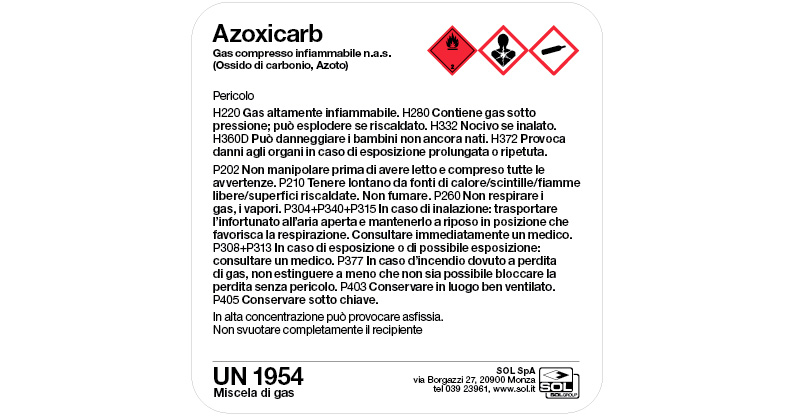 Azoxicarb
Gas compresso infiammabile n.a.s.
(Ossido di carbonio, Azoto)
2
Pericolo
H220 Gas altamente infiammabile. H280 Contiene gas sotto
pressione; può esplodere se riscaldato. H332 Nocivo se inalato.
H360D Può danneggiare i bambini non ancora nati. H372 Provoca
danni agli organi in caso di esposizione prolungata o ripetuta.
P202 Non manipolare prima di avere letto e compreso tutte le
avvertenze. P210 Tenere lontano da fonti di calore/scintille/fiamme
libere/superfici riscaldate. Non fumare. P260 Non respirare i
gas, i vapori. P304+P340+P315 In caso di inalazione: trasportare
l'infortunato all'aria aperta e mantenerlo a riposo in posizione che
favorisca la respirazione. Consultare immediatamente un medico.
P308+P313 In caso di esposizione o di possibile esposizione:
consultare un medico. P377 In caso d'incendio dovuto a perdita
di gas, non estinguere a meno che non sia possibile bloccare la
perdita senza pericolo. P403 Conservare in luogo ben ventilato.
P405 Conservare sotto chiave.
In alta concentrazione può provocare asfissia.
Non svuotare completamente il recipiente
UN 1954
Miscela di gas
SOL SpA
via Borgazzi 27, 20900 Monza
tel 039 23961, www.sol.it
SOL
SOLGROUP